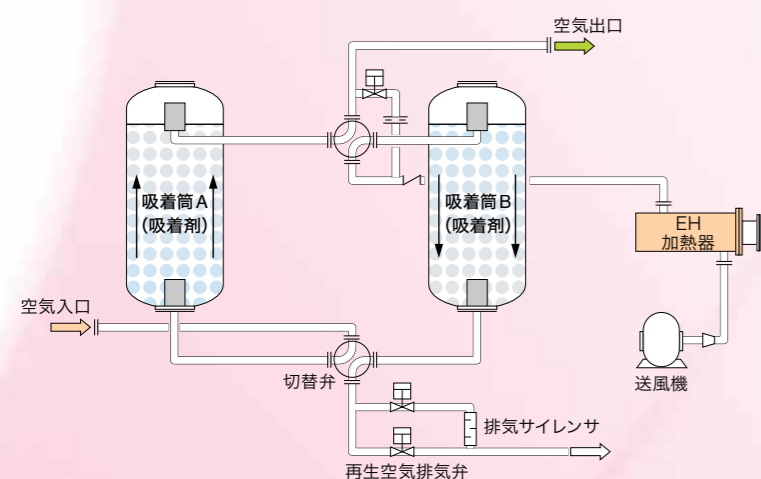 空気出口
吸着筒A
(吸着剤)
吸着筒B
(吸着剤)
EH
加熱器
空気入口
切替弁
送風機
排気サイレンサ
再生空気排気弁